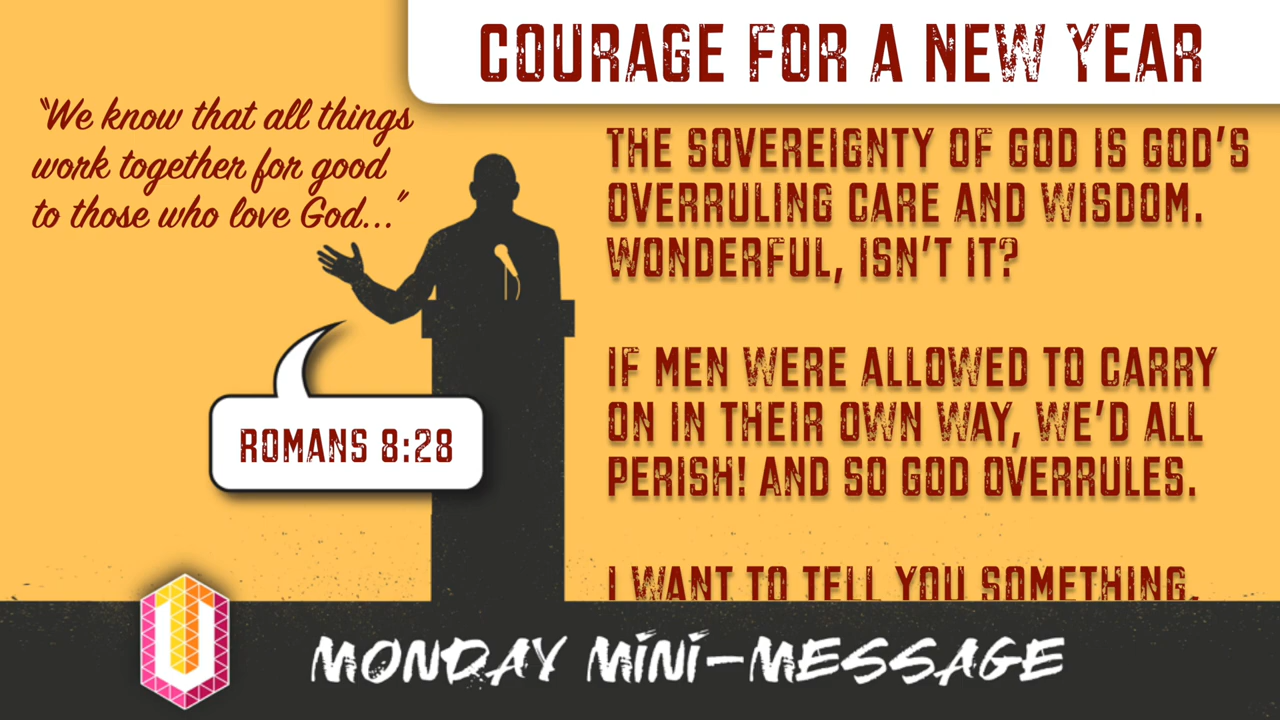 COURAGE FOR A NEW YEAR
“We know that all things
work together for good
to those who love God...”
ROMANS 8:28
THE SOVEREIGNTY OF GOD IS GOD’S
OVERRULING CARE AND WISDOM.
WONDERFUL, ISN’T IT?
IF MEN WERE ALLOWED TO CARRY
ON IN THEIR OWN WAY, WE’D ALL
PERISH! AND SO GOD OVERRULES.
I WANT TO TELL YOU SOMETHING,
U
MONDAY MINI-MESSAGE